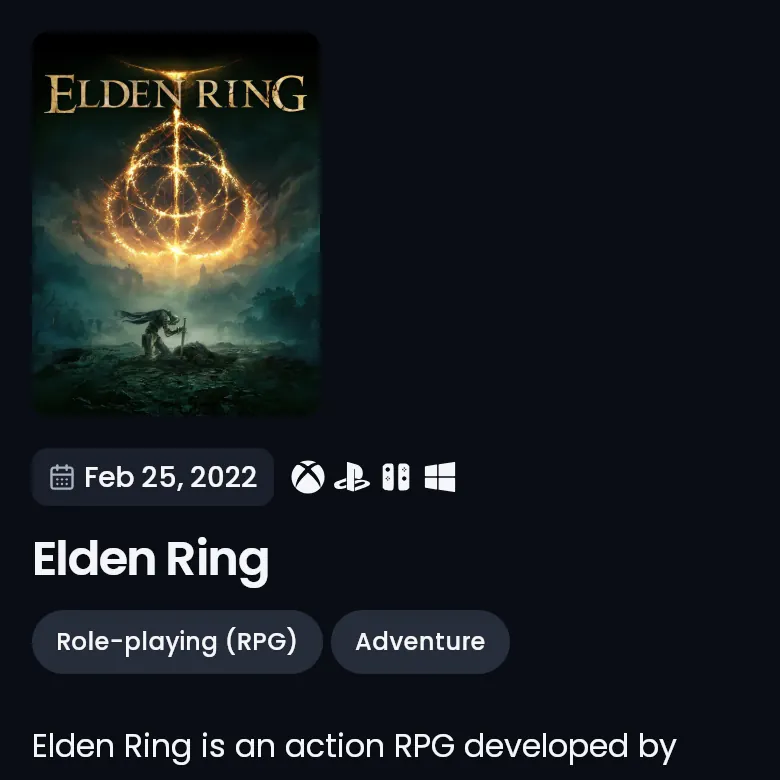 ELDEN RING
Feb 25, 2022
Elden Ring
Role-playing (RPG)
Adventure
Elden Ring is an action RPG developed by